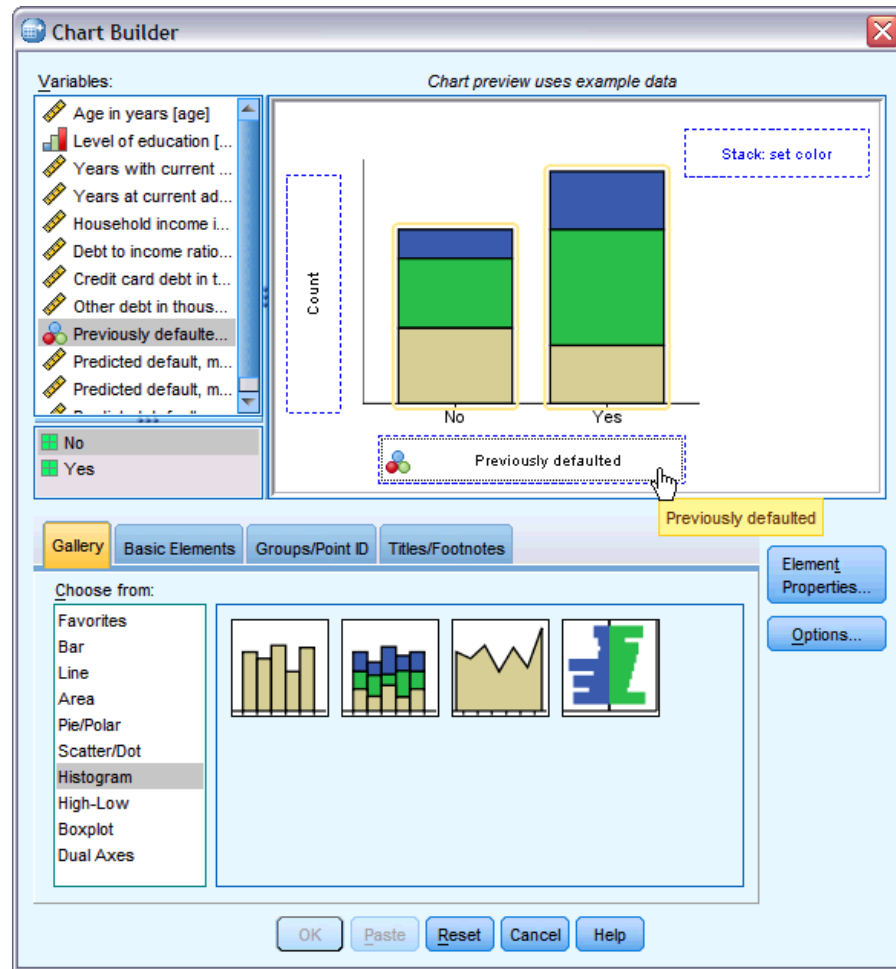 Chart Builder
Variables:
Chart preview uses example data
Age in years [age]
Level of education [...
Years with current ...
Years at current ad...
Household income i...
Debt to income ratio...
Credit card debt in t...
Other debt in thous...
Previously defaulte...
Predicted default, m...
Predicted default, m...
No
Yes
Stack: set color
Count
No
Yes
Previously defaulted
Previously defaulted
Gallery
Basic Elements
Groups/Point ID
Titles/Footnotes
Element Properties...
Options...
Choose from:
Favorites
Bar
Line
Area
Pie/Polar
Scatter/Dot
Histogram
High-Low
Boxplot
Dual Axes
OK
Paste
Reset
Cancel
Help